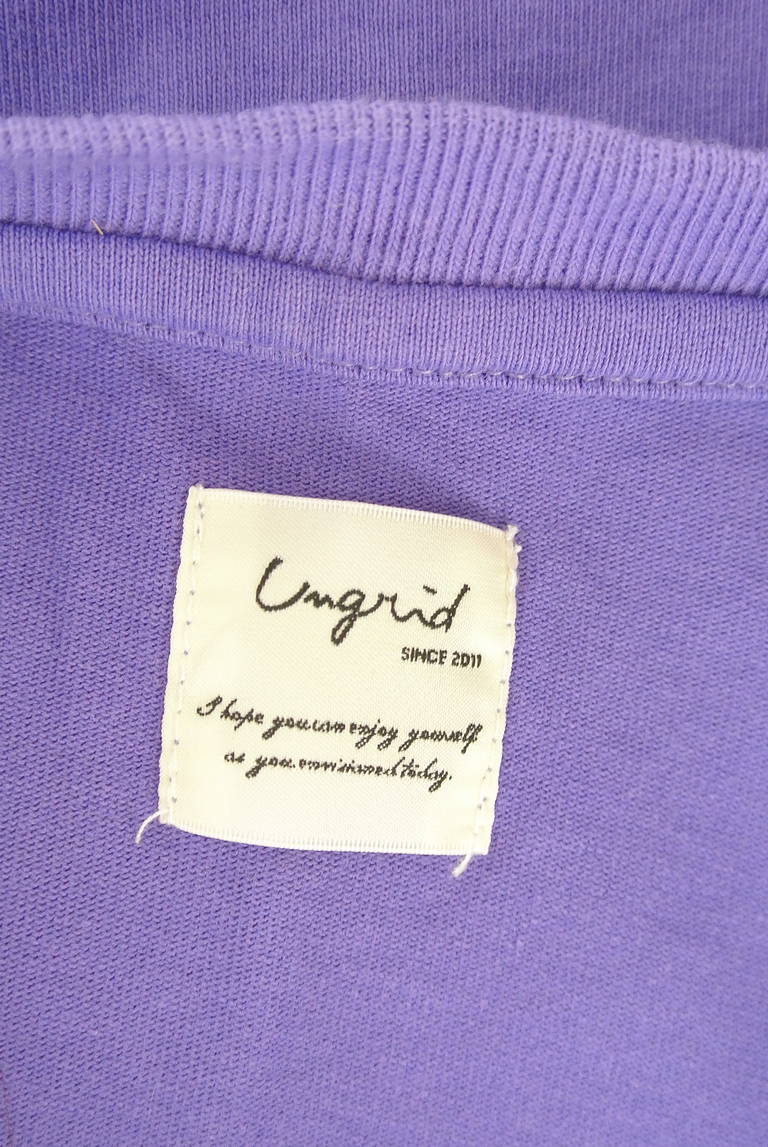 Ungrid
SINCE 2011
I hope you can enjoy yourself
as you envisioned today.